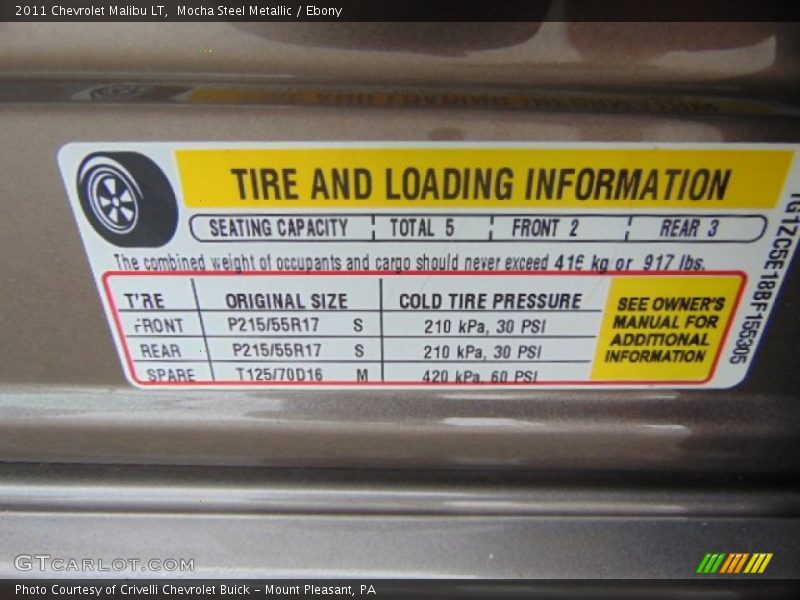 2011 Chevrolet Malibu LT, Mocha Steel Metallic / Ebony
TIRE AND LOADING INFORMATION
SEATING CAPACITY TOTAL 5 FRONT 2 REAR 3
The combined weight of occupants and cargo should never exceed 416 kg or 917 lbs.
TIRE ORIGINAL SIZE COLD TIRE PRESSURE
FRONT P215/55R17 S 210 kPa, 30 PSI
REAR P215/55R17 S 210 kPa, 30 PSI
SPARE T125/70D16 M 420 kPa, 60 PSI
SEE OWNER'S
MANUAL FOR
ADDITIONAL
INFORMATION
1G1ZC5E18BF155305
GTCARLOT.COM
Photo Courtesy of Crivelli Chevrolet Buick - Mount Pleasant, PA